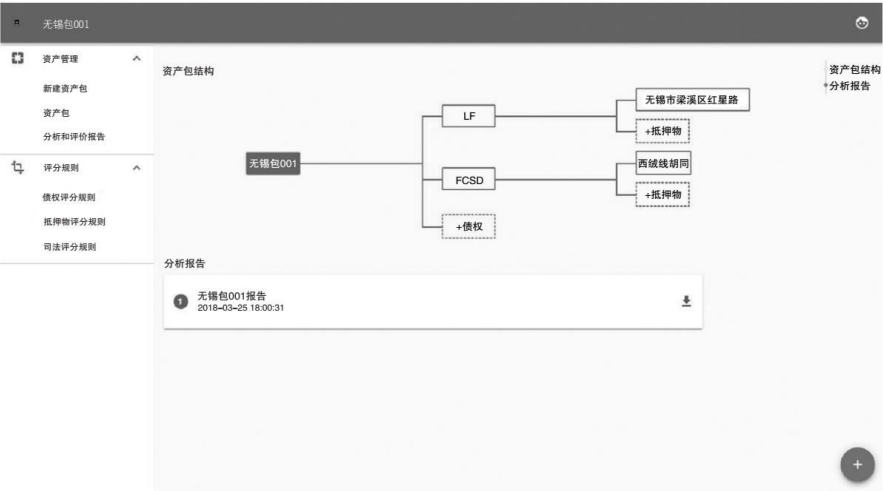 无锡包001
资产管理
新建资产包
资产包
分析和评价报告
评分规则
债权评分规则
抵押物评分规则
司法评分规则
资产包结构
无锡包001
LF
无锡市梁溪区红星路
+抵押物
FCSD
西绒线胡同
+抵押物
+债权
分析报告
1
无锡包001报告
2018-03-25 18:00:31
资产包结构
分析报告
+